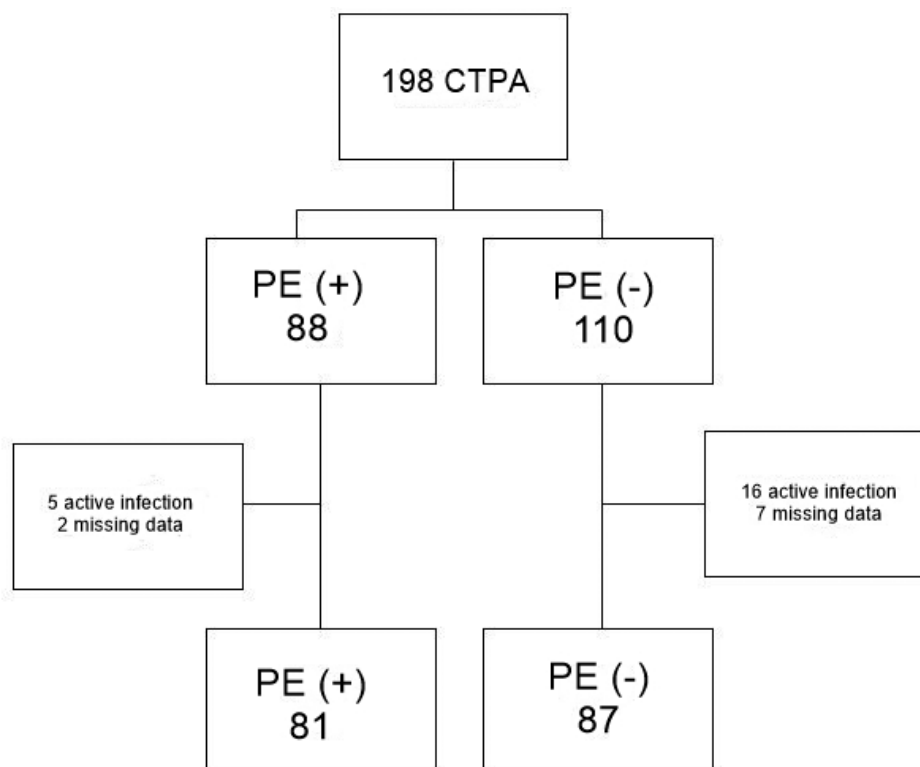 198 CTPA
PE (+)
88
PE (-)
110
5 active infection
2 missing data
16 active infection
7 missing data
PE (+)
81
PE (-)
87